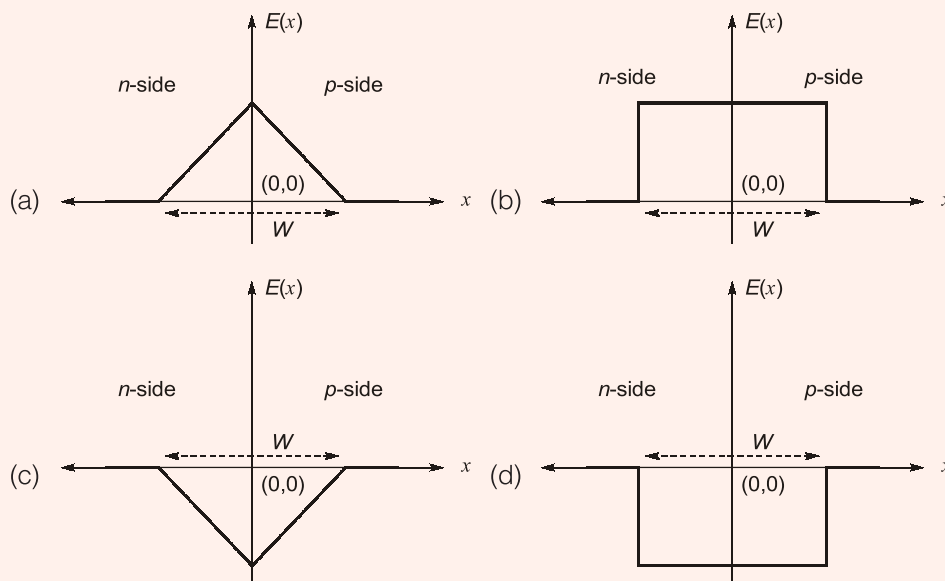 E(x) E(x)
n-side p-side n-side p-side
(a) (0,0) x (b) (0,0)
W W
E(x) E(x)
n-side p-side n-side p-side
W W
(c) (0,0) x (d) (0,0)